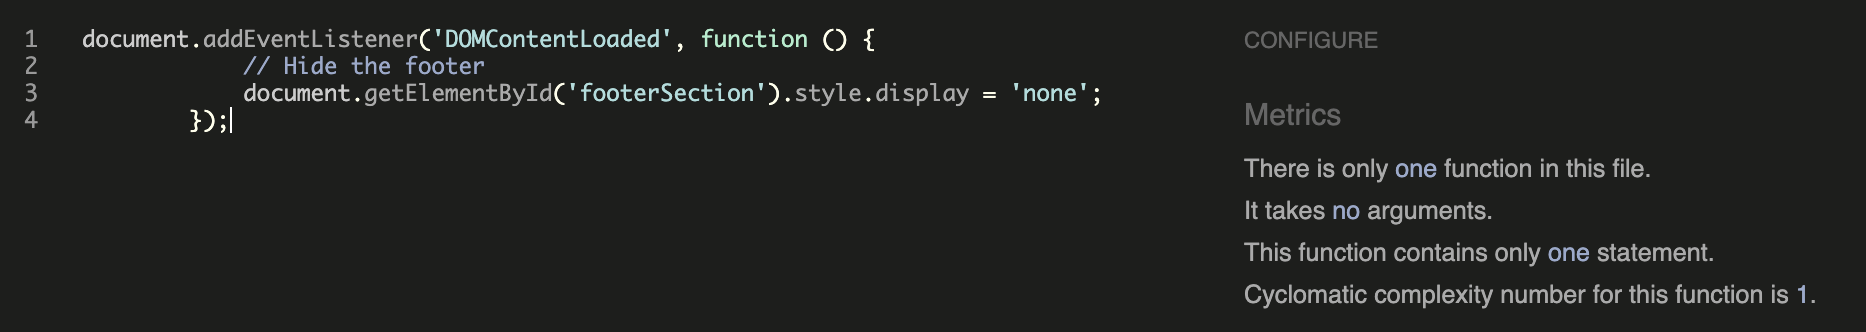 1 document.addEventListener('DOMContentLoaded', function () {
2 // Hide the footer
3 document.getElementById('footerSection').style.display = 'none';
4 });
CONFIGURE
Metrics
There is only one function in this file.
It takes no arguments.
This function contains only one statement.
Cyclomatic complexity number for this function is 1.